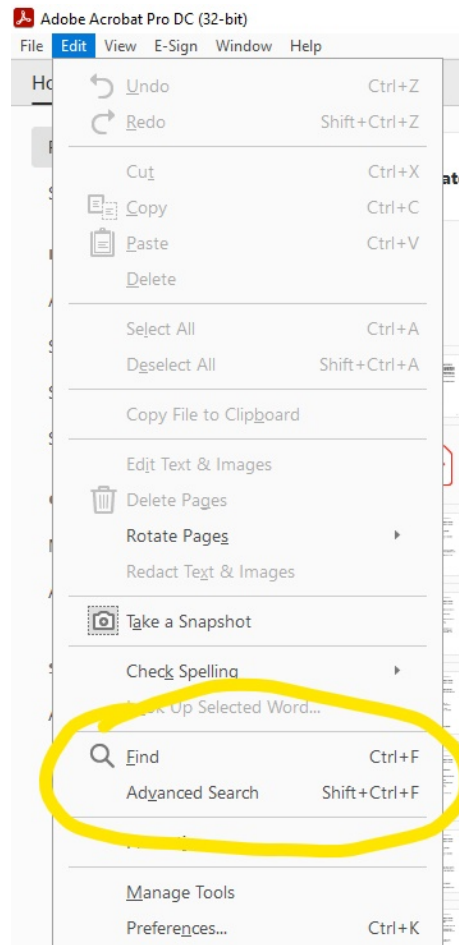 Adobe Acrobat Pro DC (32-bit)
File Edit View E-Sign Window Help
Undo Ctrl+Z
Redo Shift+Ctrl+Z
Cut Ctrl+X
Copy Ctrl+C
Paste Ctrl+V
Delete
Select All Ctrl+A
Deselect All Shift+Ctrl+A
Copy File to Clipboard
Edit Text & Images
Delete Pages
Rotate Pages
Redact Text & Images
Take a Snapshot
Check Spelling
Up Selected Word...
Find Ctrl+F
Advanced Search Shift+Ctrl+F
Manage Tools
Preferences... Ctrl+K